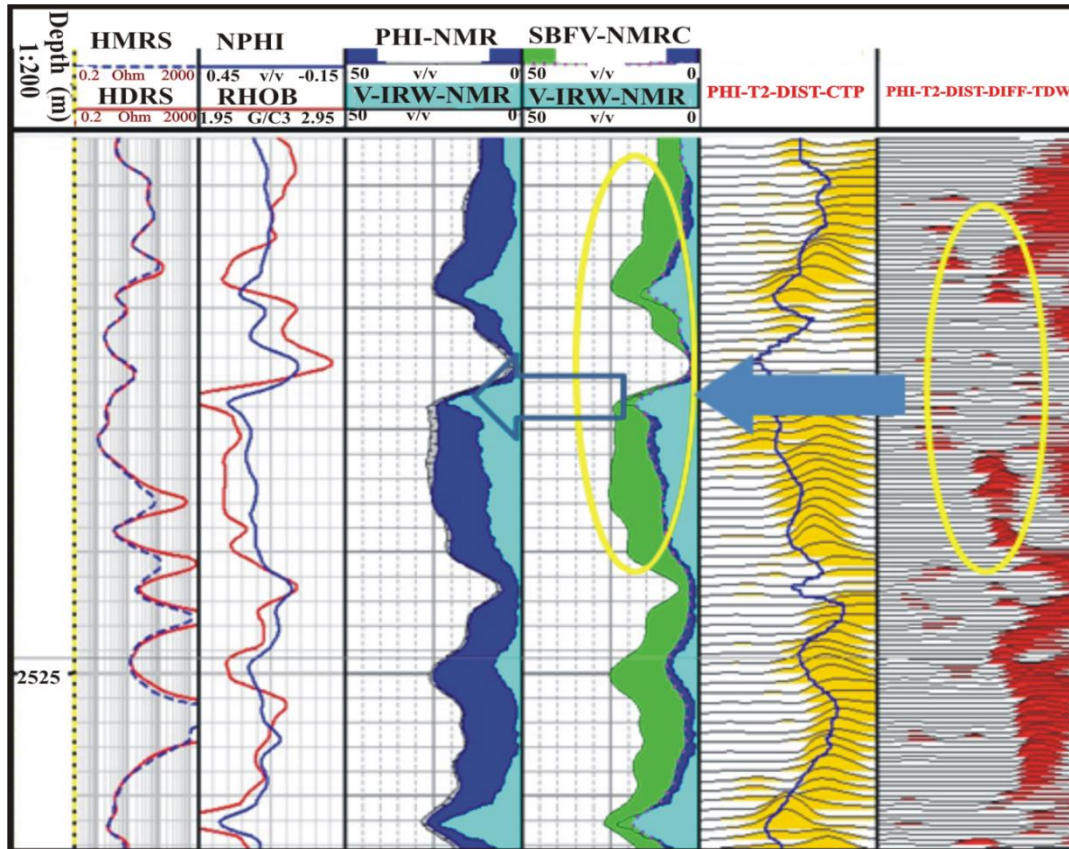 Depth (m)
1:200
HMRS
0.2 Ohm 2000
HDRS
0.2 Ohm 2000
NPHI
0.45 v/v -0.15
RHOB
1.95 G/C3 2.95
PHI-NMR
50 v/v 0
V-IRW-NMR
50 v/v 0
SBFV-NMRC
50 v/v 0
V-IRW-NMR
50 v/v 0
PHI-T2-DIST-CTP
PHI-T2-DIST-DIFF-TDW
2525